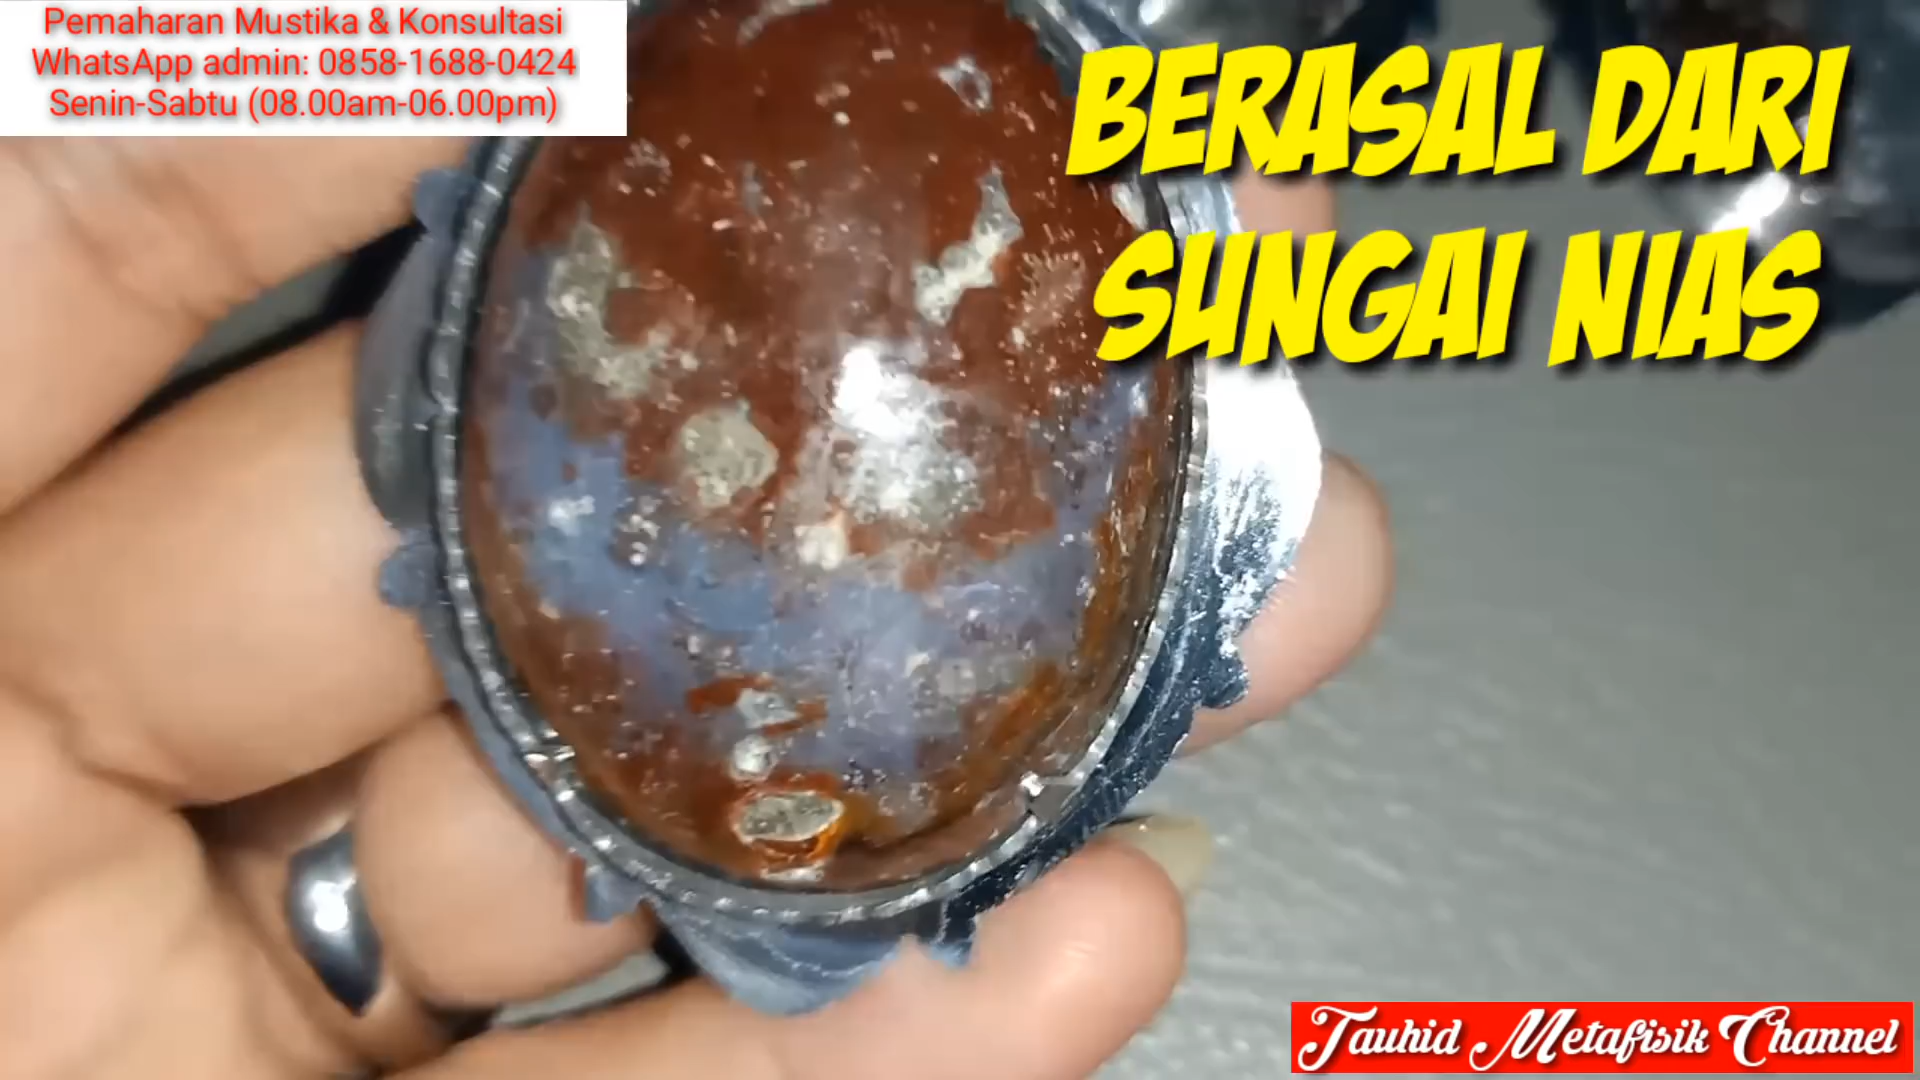 Pemaharan Mustika & Konsultasi
WhatsApp admin: 0858-1688-0424
Senin-Sabtu (08.00am-06.00pm)
BERASAL DARI
SUNGAI NIAS
Tauhid Metafisik Channel